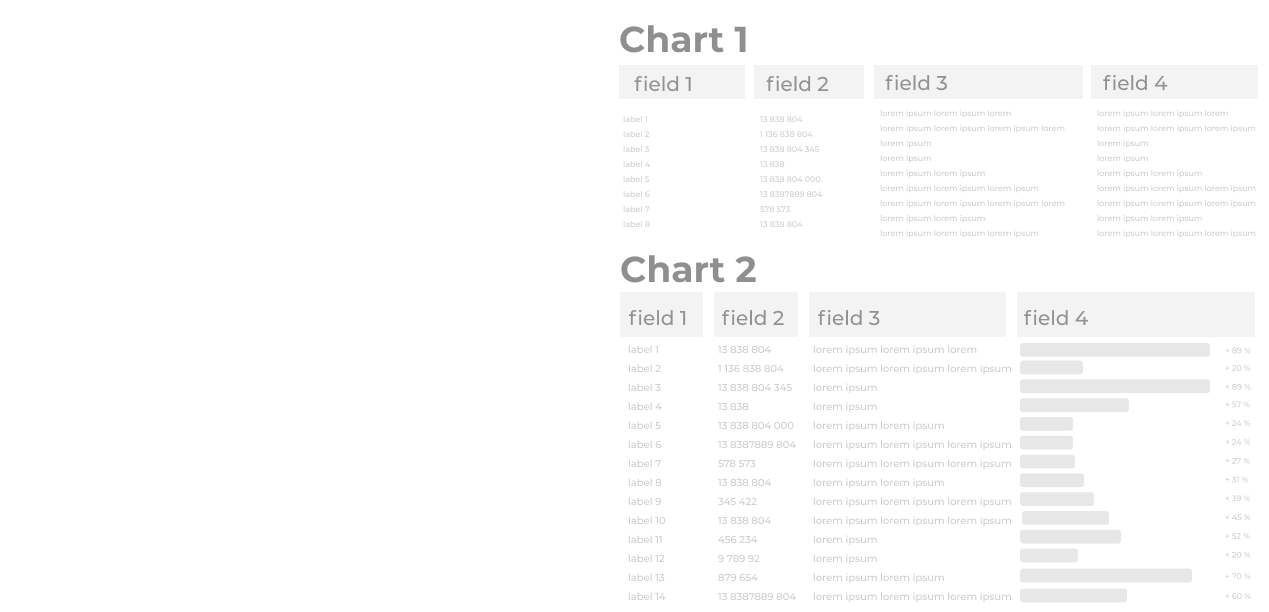 Chart 1
field 1 field 2 field 3 field 4
lorem ipsum lorem ipsum lorem lorem ipsum lorem ipsum lorem
label 1 13 838 804
lorem ipsum lorem ipsum lorem ipsum lorem lorem ipsum lorem ipsum lorem ipsum
label 2 1 136 838 804
lorem ipsum lorem ipsum
label 3 13 838 804 345
lorem ipsum lorem ipsum
label 4 13 838
lorem ipsum lorem ipsum lorem ipsum lorem ipsum
label 5 13 838 804 000
lorem ipsum lorem ipsum lorem ipsum lorem ipsum lorem ipsum lorem ipsum
label 6 13 8387889 804
lorem ipsum lorem ipsum lorem ipsum lorem lorem ipsum lorem ipsum lorem ipsum
label 7 578 573
lorem ipsum lorem ipsum lorem ipsum lorem ipsum
label 8 13 838 804
lorem ipsum lorem ipsum lorem ipsum lorem ipsum lorem ipsum lorem ipsum
Chart 2
field 1 field 2 field 3 field 4
label 1 13 838 804 lorem ipsum lorem ipsum lorem + 89 %
label 2 1 136 838 804 lorem ipsum lorem ipsum lorem ipsum + 20 %
label 3 13 838 804 345 lorem ipsum + 89 %
label 4 13 838 lorem ipsum + 57 %
label 5 13 838 804 000 lorem ipsum lorem ipsum + 24 %
label 6 13 8387889 804 lorem ipsum lorem ipsum lorem ipsum + 24 %
label 7 578 573 lorem ipsum lorem ipsum lorem ipsum + 27 %
label 8 13 838 804 lorem ipsum lorem ipsum + 31 %
label 9 345 422 lorem ipsum lorem ipsum lorem ipsum + 39 %
label 10 13 838 804 lorem ipsum lorem ipsum lorem ipsum + 45 %
label 11 456 234 lorem ipsum + 52 %
label 12 9 789 92 lorem ipsum + 20 %
label 13 879 654 lorem ipsum lorem ipsum + 70 %
label 14 13 8387889 804 lorem ipsum lorem ipsum lorem ipsum + 60 %